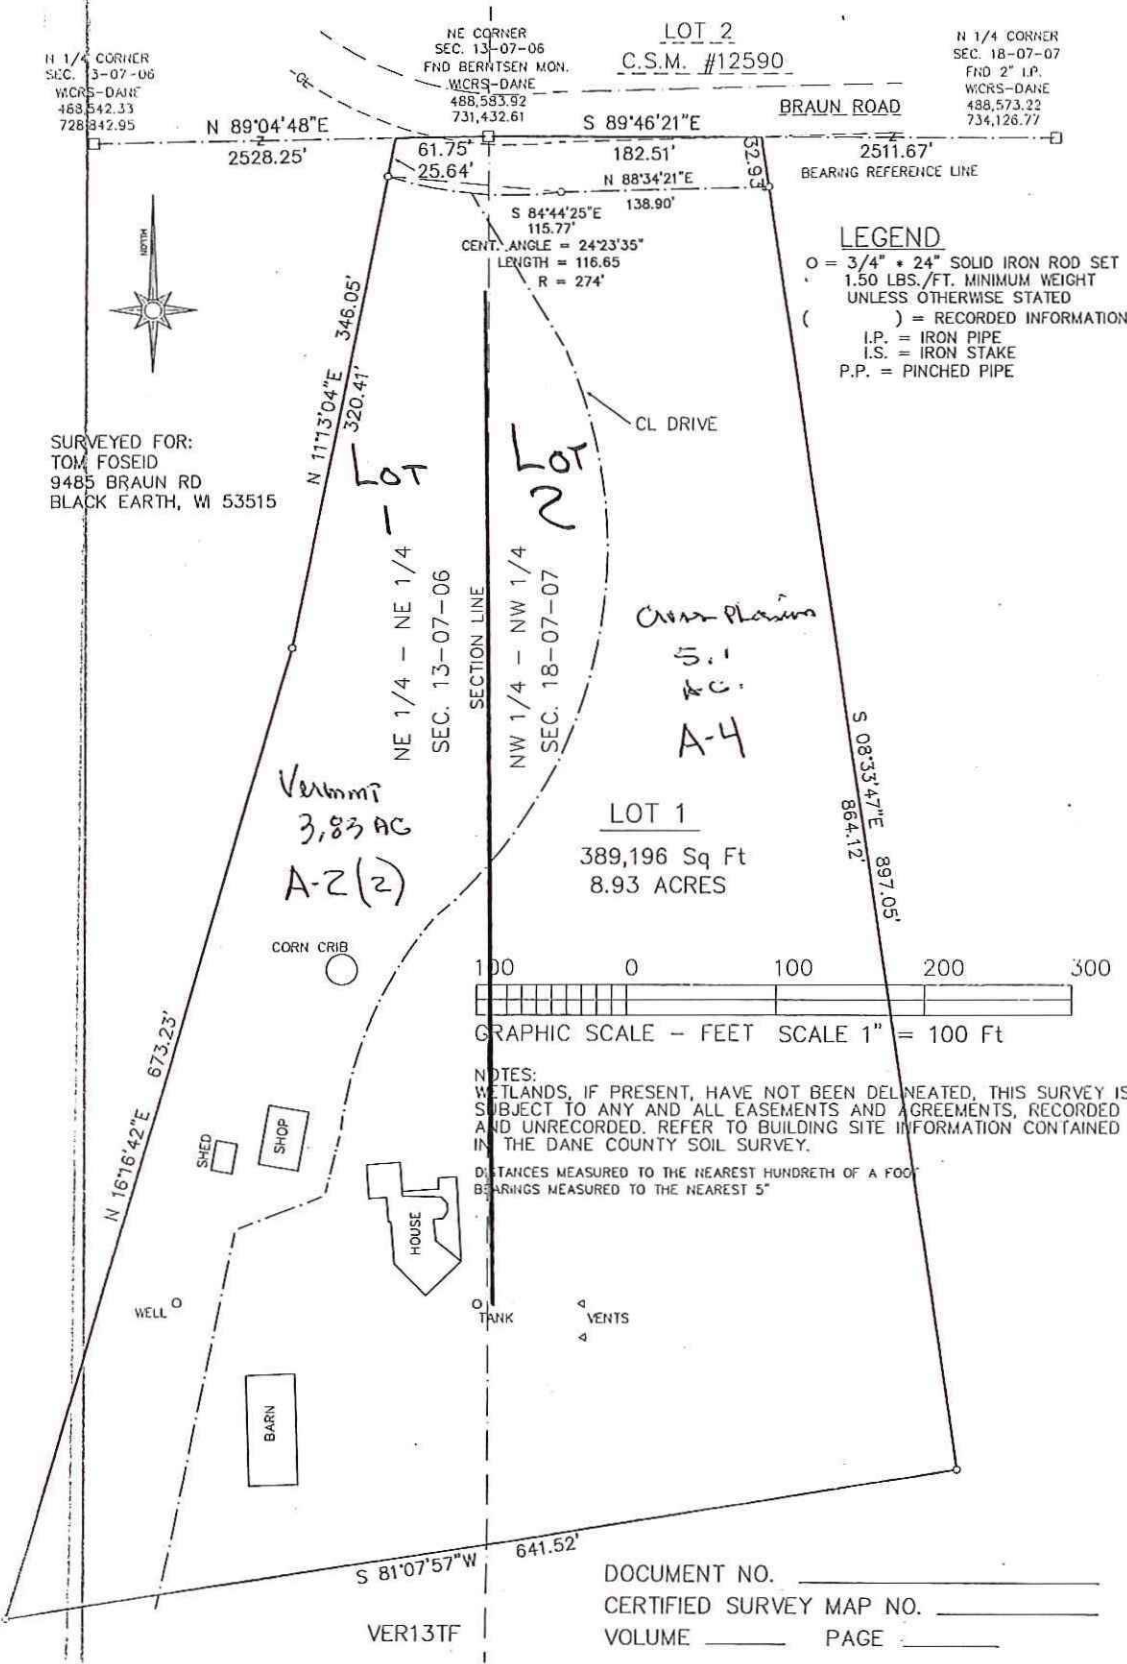 LOT 2
C.S.M. #12590
N 1/4 CORNER
SEC. 3-07-06
WCRS-DANE
468,542.33
728,842.95
NE CORNER
SEC. 13-07-06
FND BERNTSEN MON.
WCRS-DANE
488,583.92
731,432.61
N 1/4 CORNER
SEC. 18-07-07
FND 2" I.P.
WCRS-DANE
488,573.22
734,126.77
CL
BRAUN ROAD
N 89°04'48"E
2528.25'
61.75'
25.64'
S 89°46'21"E
182.51'
32.93'
2511.67'
BEARING REFERENCE LINE
N 88°34'21"E
138.90'
S 84°44'25"E
115.77'
CENT. ANGLE = 24°23'35"
LENGTH = 116.65
R = 274'
NORTH
LEGEND
O = 3/4" * 24" SOLID IRON ROD SET
1.50 LBS./FT. MINIMUM WEIGHT
UNLESS OTHERWISE STATED
( ) = RECORDED INFORMATION
I.P. = IRON PIPE
I.S. = IRON STAKE
P.P. = PINCHED PIPE
N 11°13'04"E 346.05'
320.41'
CL DRIVE
SURVEYED FOR:
TOM FOSEID
9485 BRAUN RD
BLACK EARTH, WI 53515
LOT
1
LOT
2
NE 1/4 - NE 1/4
SEC. 13-07-06
SECTION LINE
NW 1/4 - NW 1/4
SEC. 18-07-07
Cross Plains
5.1
AC.
A-4
Vermont
3,83 AC
A-2(2)
S 08°33'47"E 897.05'
864.12'
LOT 1
389,196 Sq Ft
8.93 ACRES
CORN CRIB
100 0 100 200 300
GRAPHIC SCALE - FEET SCALE 1" = 100 Ft
N 16°16'42"E 673.23'
NOTES:
WETLANDS, IF PRESENT, HAVE NOT BEEN DELINEATED, THIS SURVEY IS
SUBJECT TO ANY AND ALL EASEMENTS AND AGREEMENTS, RECORDED
AND UNRECORDED. REFER TO BUILDING SITE INFORMATION CONTAINED
IN THE DANE COUNTY SOIL SURVEY.
DISTANCES MEASURED TO THE NEAREST HUNDRETH OF A FOOT
BEARINGS MEASURED TO THE NEAREST 5"
SHED
SHOP
HOUSE
WELL
TANK
VENTS
BARN
S 81°07'57"W 641.52'
VER13TF
DOCUMENT NO.
CERTIFIED SURVEY MAP NO.
VOLUME PAGE